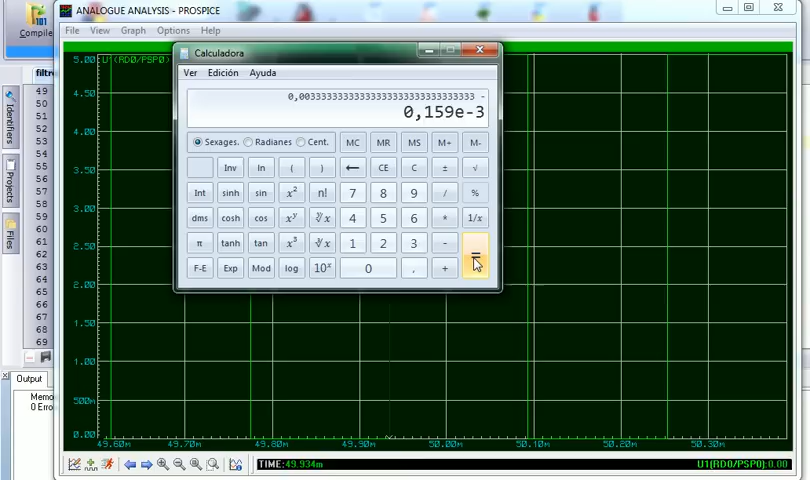 ANALOGUE ANALYSIS - PROSPICE
File View Graph Options Help
Compile
filtro
Identifiers
Projects
Files
49
50
51
52
53
54
55
56
57
58
59
60
61
62
63
64
65
66
67
68
69
5.00 U1(RD0/PSP0)
4.50
4.00
3.50
3.00
2.50
2.00
1.50
1.00
500m
0.00
49.60m 49.70m 49.80m 49.90m 50.00m 50.10m 50.20m 50.30m
TIME:49.934m U1(RD0/PSP0)0.00
Output
Memo
0 Erro
Calculadora
Ver Edición Ayuda
0,159e-3
Sexages. Radianes Cent. MC MR MS M+ M-
Inv ln ( ) ← CE C ± √
Int sinh sin x² n! 7 8 9 / %
dms cosh cos xʸ ʸ√x 4 5 6 * 1/x
π tanh tan x³ ³√x 1 2 3 - =
F-E Exp Mod log 10ˣ 0 , +